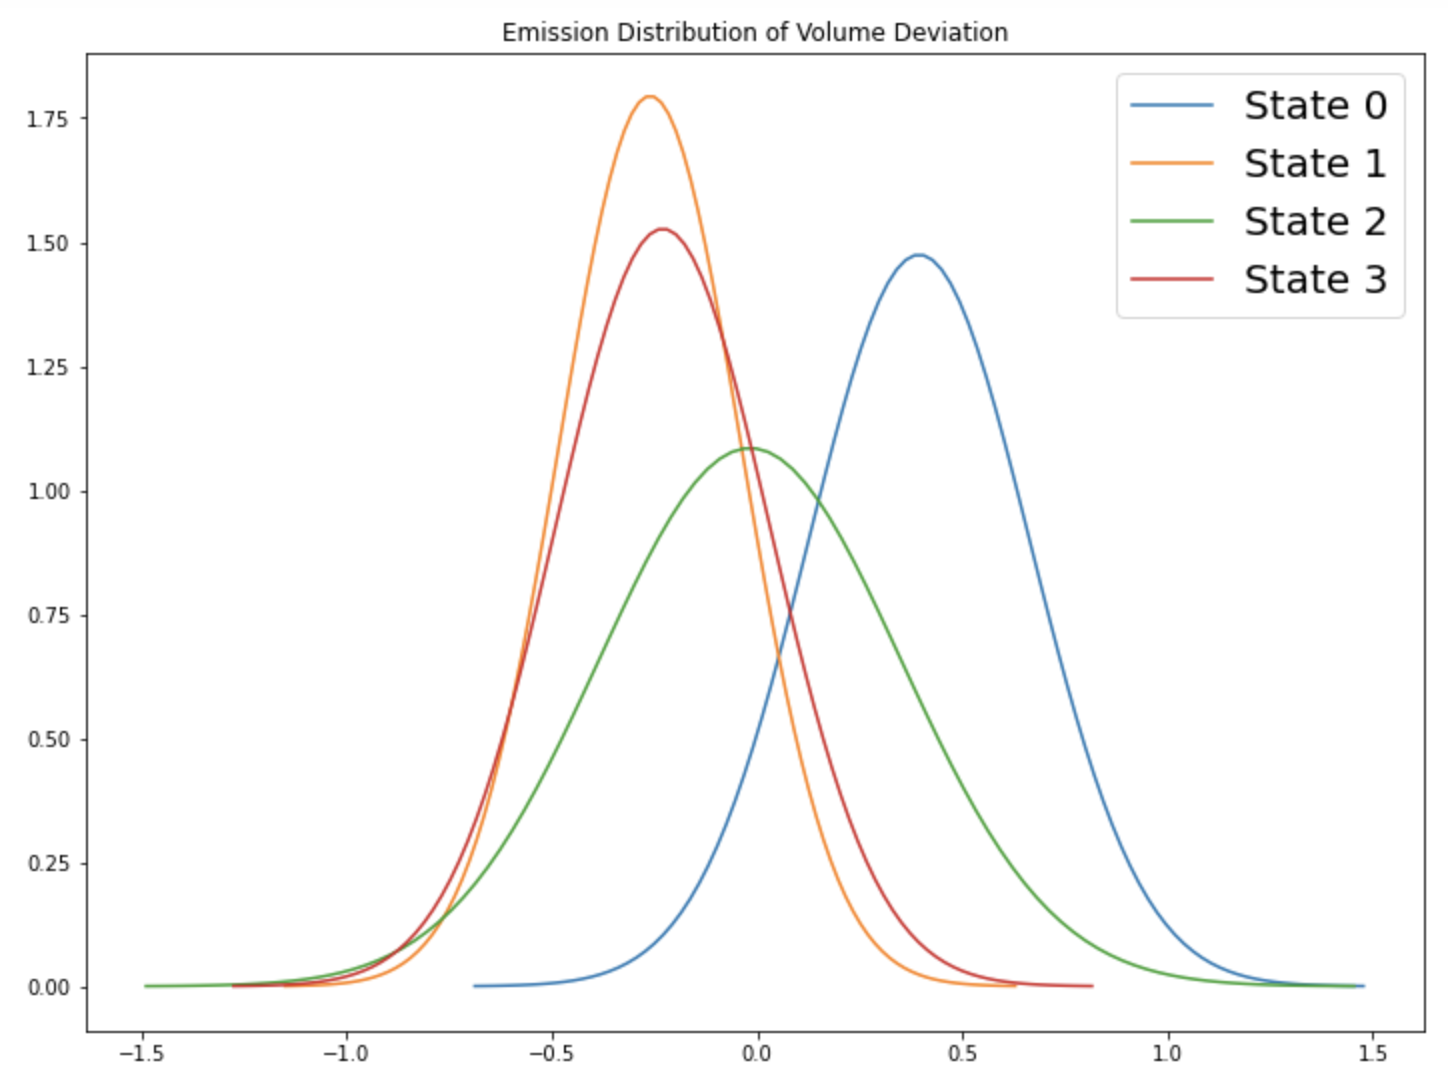 Emission Distribution of Volume Deviation
State 0
State 1
State 2
State 3
1.75
1.50
1.25
1.00
0.75
0.50
0.25
0.00
−1.5 −1.0 −0.5 0.0 0.5 1.0 1.5